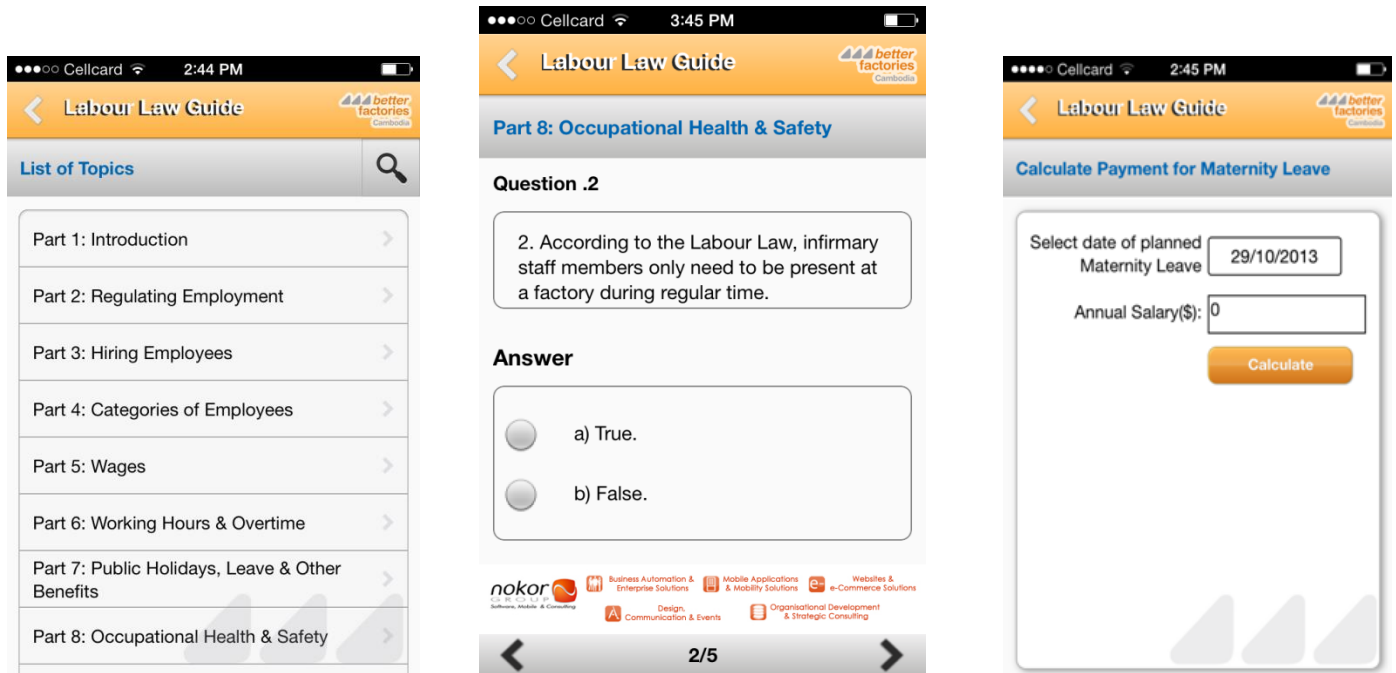 Cellcard 2:44 PM
Labour Law Guide
better
factories
Cambodia
List of Topics
Part 1: Introduction
Part 2: Regulating Employment
Part 3: Hiring Employees
Part 4: Categories of Employees
Part 5: Wages
Part 6: Working Hours & Overtime
Part 7: Public Holidays, Leave & Other
Benefits
Part 8: Occupational Health & Safety
Cellcard 3:45 PM
Labour Law Guide
better
factories
Cambodia
Part 8: Occupational Health & Safety
Question .2
2. According to the Labour Law, infirmary
staff members only need to be present at
a factory during regular time.
Answer
a) True.
b) False.
nokor
GROUP
Software, Mobile & Consulting
Business Automation &
Enterprise Solutions
Mobile Applications
& Mobility Solutions
e-
Websites &
e-Commerce Solutions
A
Design,
Communication & Events
Organisational Development
& Strategic Consulting
2/5
Cellcard 2:45 PM
Labour Law Guide
better
factories
Cambodia
Calculate Payment for Maternity Leave
Select date of planned
Maternity Leave
29/10/2013
Annual Salary($): 0
Calculate